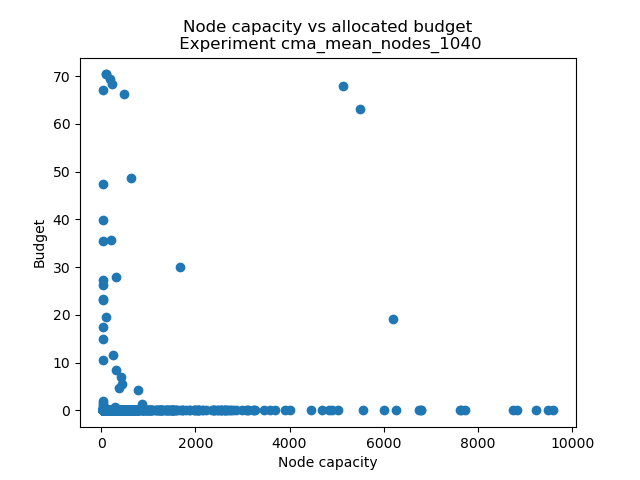 Node capacity vs allocated budget
Experiment cma_mean_nodes_1040
70
60
50
40
30
20
10
0
Budget
0 2000 4000 6000 8000 10000
Node capacity